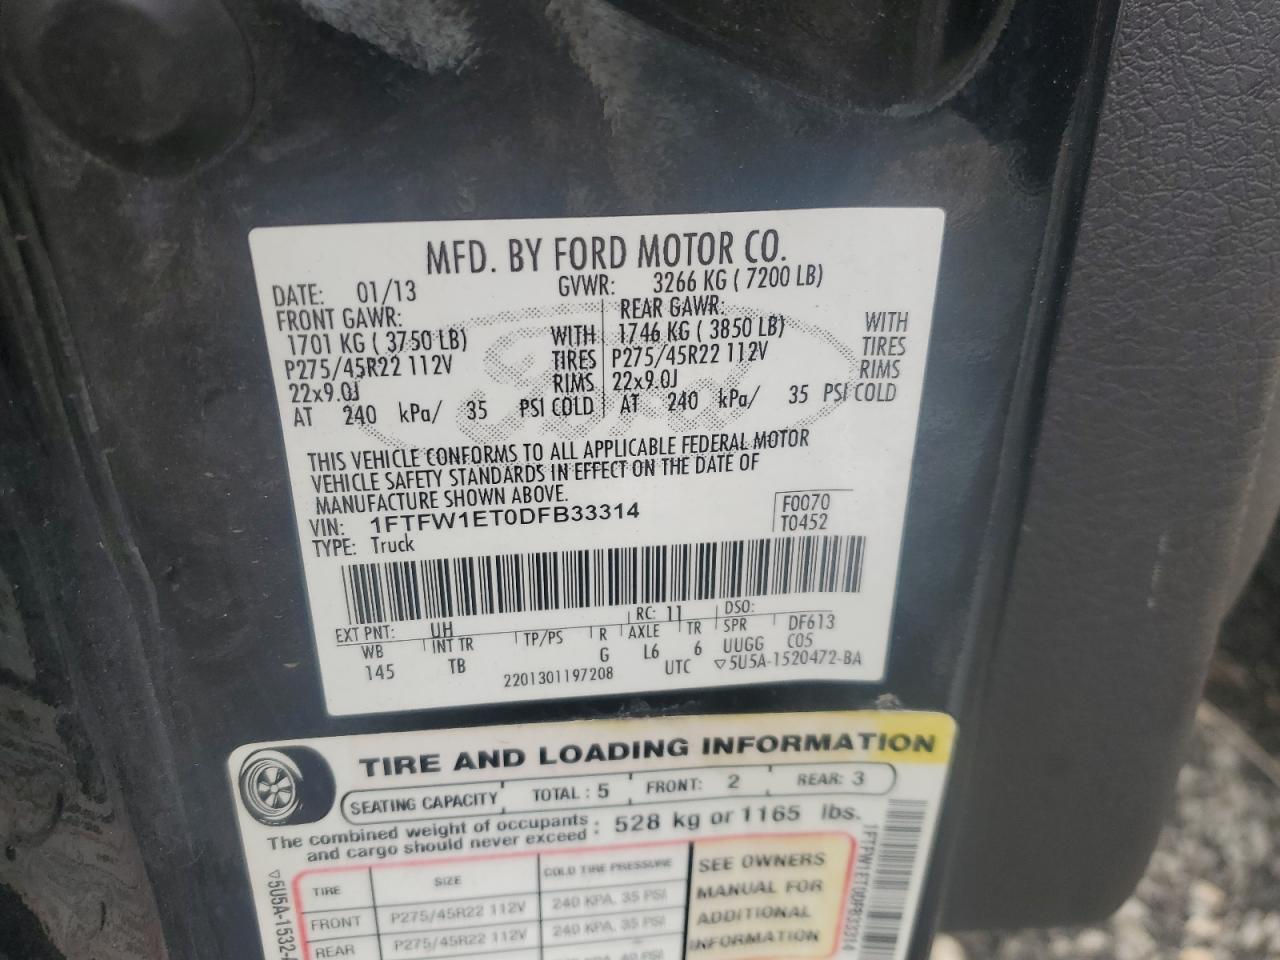 MFD. BY FORD MOTOR CO.
DATE: 01/13 GVWR: 3266 KG ( 7200 LB)
FRONT GAWR: REAR GAWR:
1701 KG ( 3750 LB) WITH 1746 KG ( 3850 LB) WITH
P275/45R22 112V TIRES P275/45R22 112V TIRES
22x9.0J RIMS 22x9.0J RIMS
AT 240 kPa/ 35 PSI COLD AT 240 kPa/ 35 PSI COLD
THIS VEHICLE CONFORMS TO ALL APPLICABLE FEDERAL MOTOR
VEHICLE SAFETY STANDARDS IN EFFECT ON THE DATE OF
MANUFACTURE SHOWN ABOVE.
VIN: 1FTFW1ET0DFB33314
F0070
T0452
TYPE: Truck
EXT PNT: UH RC: 11 DSO:
WB INT TR TP/PS R AXLE TR SPR DF613
145 TB G L6 6 UUGG C05
2201301197208 UTC ▽5U5A-1520472-BA
TIRE AND LOADING INFORMATION
SEATING CAPACITY TOTAL : 5 FRONT: 2 REAR: 3
The combined weight of occupants and cargo should never exceed : 528 kg or 1165 lbs.
TIRE SIZE COLD TIRE PRESSURE
FRONT P275/45R22 112V 240 KPA, 35 PSI
REAR P275/45R22 112V 240 KPA, 35 PSI
SEE OWNERS
MANUAL FOR
ADDITIONAL
INFORMATION
▽5U5A-1532
1FTFW1ET0DFB33314